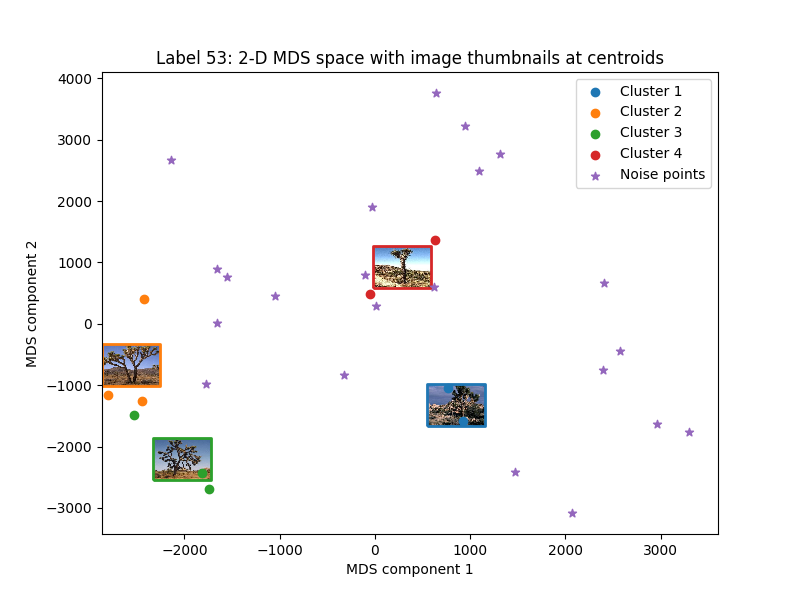 Label 53: 2-D MDS space with image thumbnails at centroids
4000
3000
2000
1000
0
−1000
−2000
−3000
MDS component 2
Cluster 1
Cluster 2
Cluster 3
Cluster 4
Noise points
−2000
−1000
0
1000
2000
3000
MDS component 1